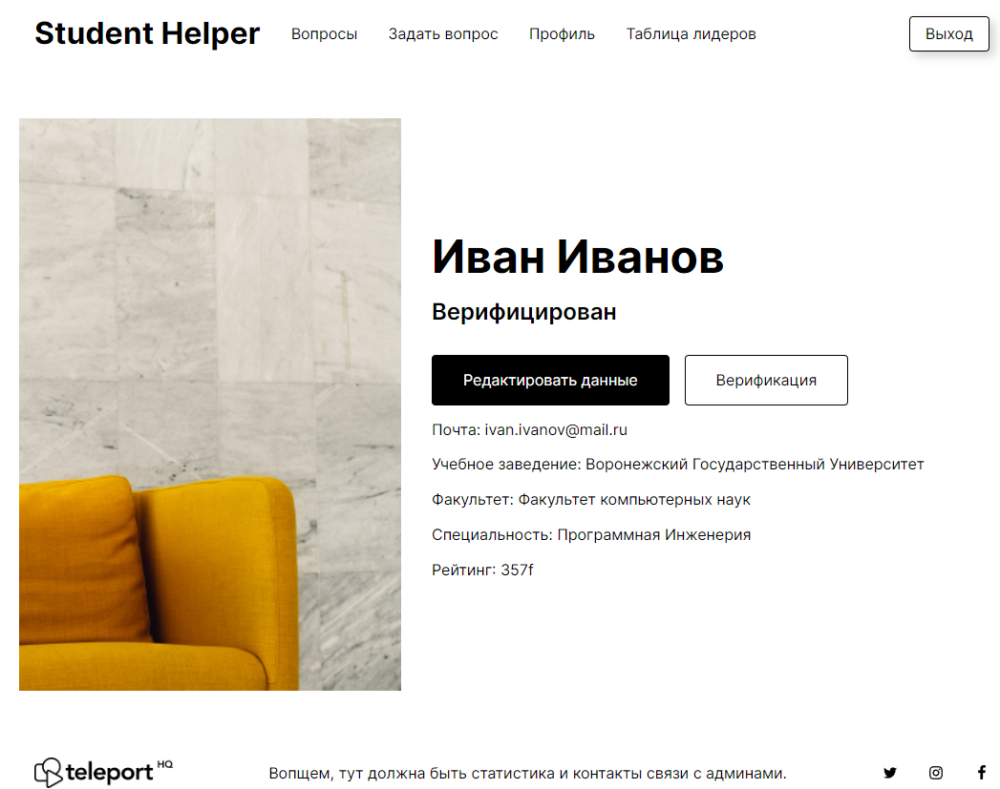 Student Helper Вопросы Задать вопрос Профиль Таблица лидеров Выход
Иван Иванов
Верифицирован
Редактировать данные Верификация
Почта: ivan.ivanov@mail.ru
Учебное заведение: Воронежский Государственный Университет
Факультет: Факультет компьютерных наук
Специальность: Программная Инженерия
Рейтинг: 357f
teleport HQ Вопщем, тут должна быть статистика и контакты связи с админами.